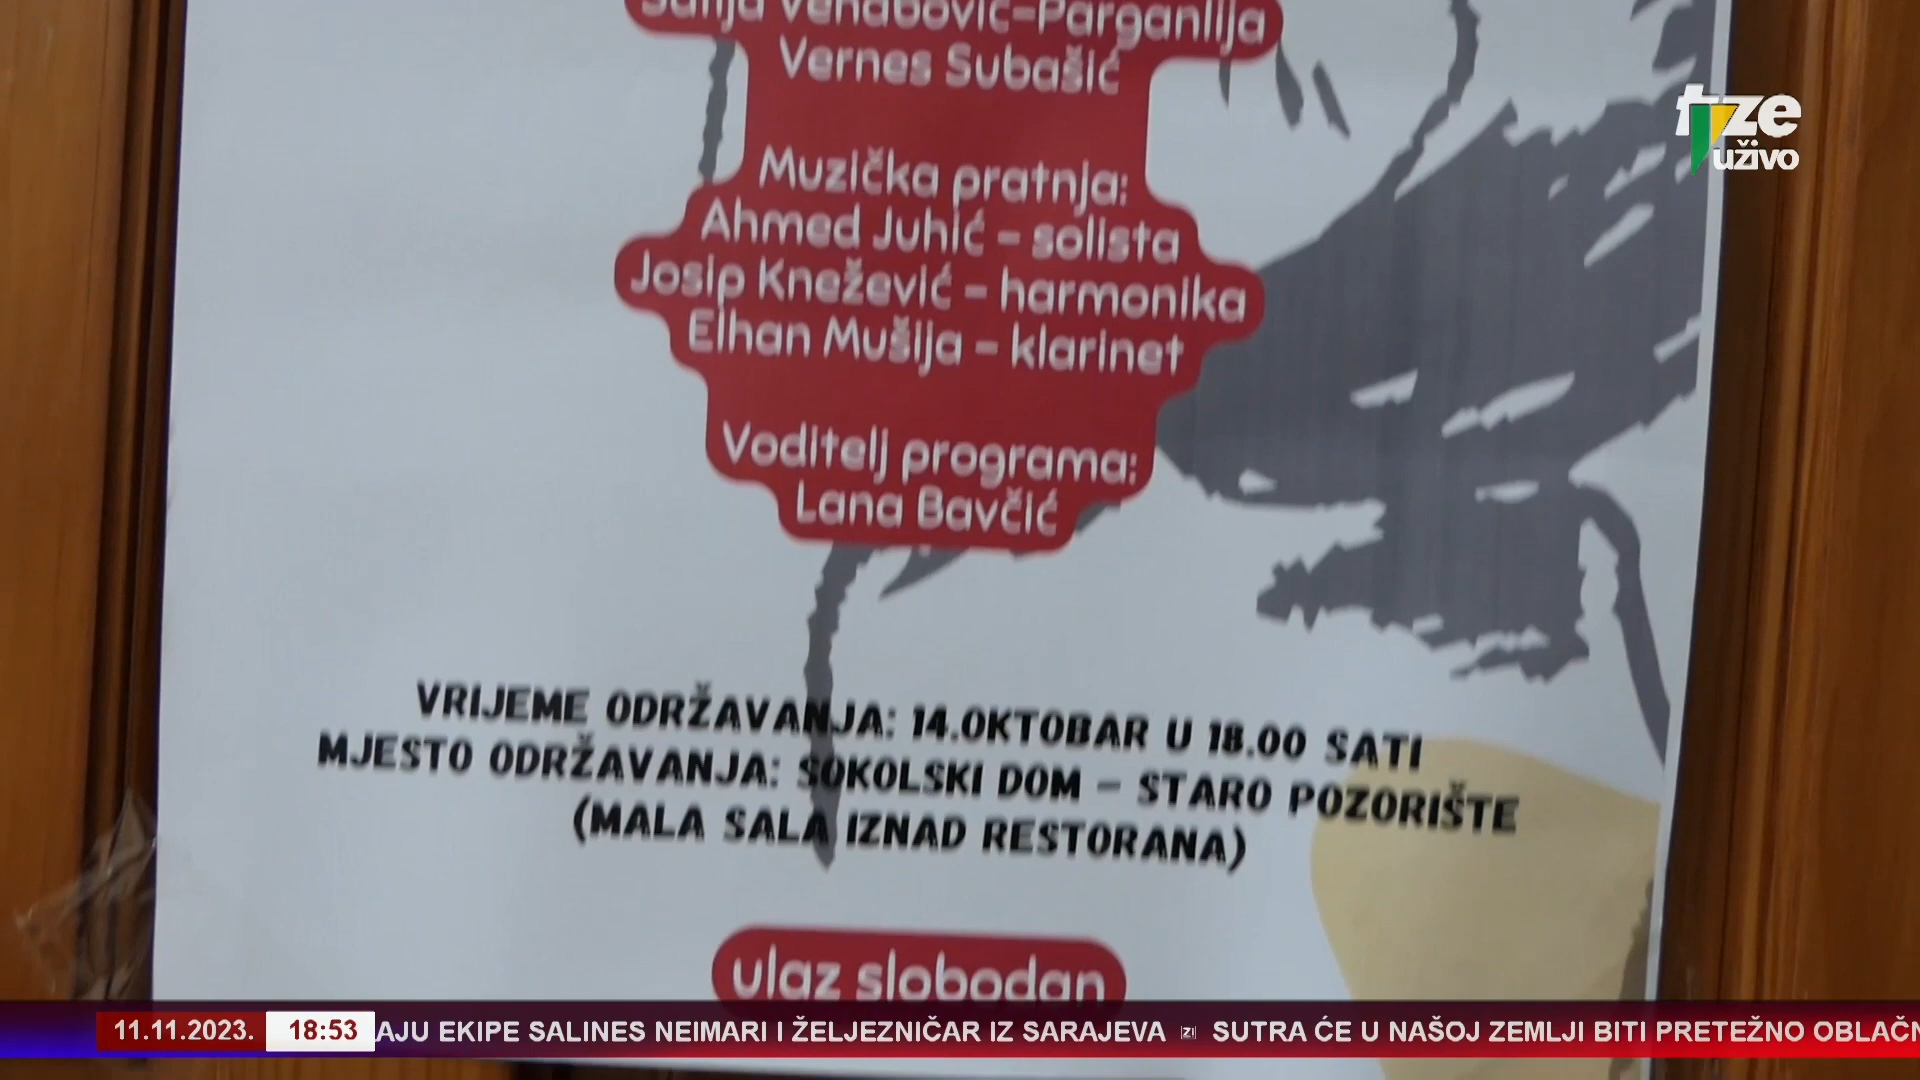 Safija Vehabović-Parganlija
Vernes Subašić
Muzička pratnja:
Ahmed Juhić - solista
Josip Knežević - harmonika
Elhan Mušija - klarinet
Voditelj programa:
Lana Bavčić
VRIJEME ODRŽAVANJA: 14.OKTOBAR U 18.00 SATI
MJESTO ODRŽAVANJA: SOKOLSKI DOM - STARO POZORIŠTE
(MALA SALA IZNAD RESTORANA)
ulaz slobodan
tvze
uživo
11.11.2023. 18:53 AJU EKIPE SALINES NEIMARI I ŽELJEZNIČAR IZ SARAJEVA SUTRA ĆE U NAŠOJ ZEMLJI BITI PRETEŽNO OBLAČN